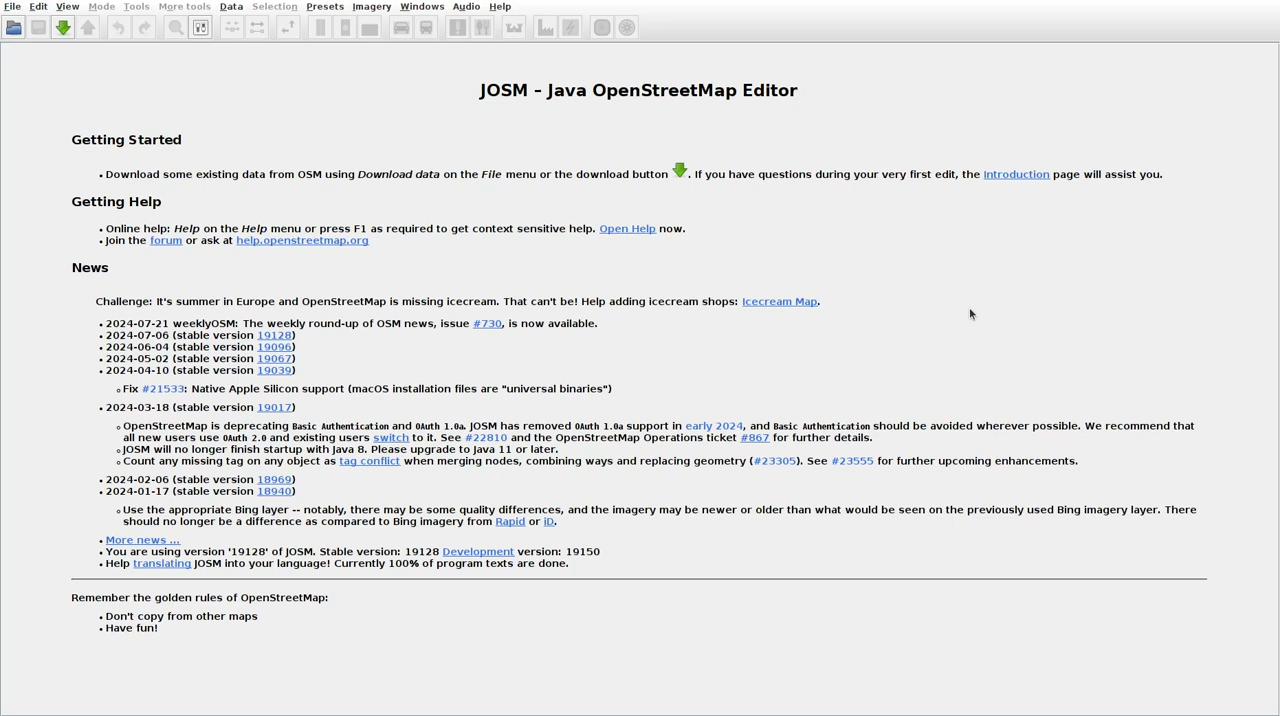 File Edit View Mode Tools More tools Data Selection Presets Imagery Windows Audio Help
JOSM – Java OpenStreetMap Editor
Getting Started
• Download some existing data from OSM using Download data on the File menu or the download button . If you have questions during your very first edit, the Introduction page will assist you.
Getting Help
• Online help: Help on the Help menu or press F1 as required to get context sensitive help. Open Help now.
• Join the forum or ask at help.openstreetmap.org
News
Challenge: It's summer in Europe and OpenStreetMap is missing icecream. That can't be! Help adding icecream shops: Icecream Map.
• 2024-07-21 weeklyOSM: The weekly round-up of OSM news, issue #730, is now available.
• 2024-07-06 (stable version 19128)
• 2024-06-04 (stable version 19096)
• 2024-05-02 (stable version 19067)
• 2024-04-10 (stable version 19039)
◦ Fix #21533: Native Apple Silicon support (macOS installation files are "universal binaries")
• 2024-03-18 (stable version 19017)
◦ OpenStreetMap is deprecating Basic Authentication and OAuth 1.0a. JOSM has removed OAuth 1.0a support in early 2024, and Basic Authentication should be avoided wherever possible. We recommend that
all new users use OAuth 2.0 and existing users switch to it. See #22810 and the OpenStreetMap Operations ticket #867 for further details.
◦ JOSM will no longer finish startup with Java 8. Please upgrade to Java 11 or later.
◦ Count any missing tag on any object as tag conflict when merging nodes, combining ways and replacing geometry (#23305). See #23555 for further upcoming enhancements.
• 2024-02-06 (stable version 18969)
• 2024-01-17 (stable version 18940)
◦ Use the appropriate Bing layer -- notably, there may be some quality differences, and the imagery may be newer or older than what would be seen on the previously used Bing imagery layer. There
should no longer be a difference as compared to Bing imagery from Rapid or iD.
• More news ...
• You are using version '19128' of JOSM. Stable version: 19128 Development version: 19150
• Help translating JOSM into your language! Currently 100% of program texts are done.
Remember the golden rules of OpenStreetMap:
• Don't copy from other maps
• Have fun!